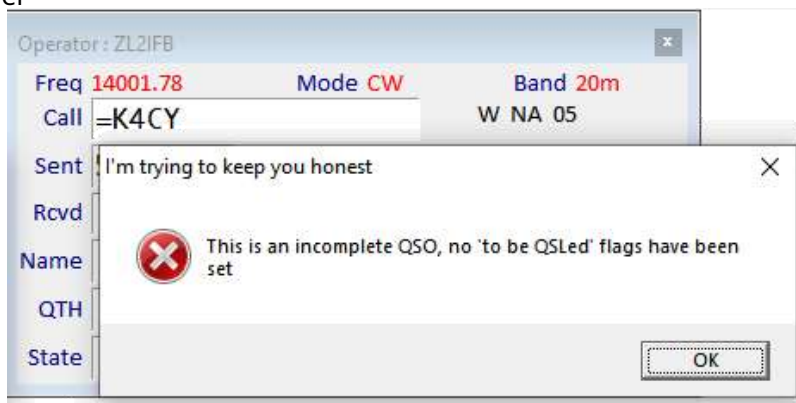 Operator : ZL2IFB
Freq 14001.78 Mode CW Band 20m
Call =K4CY W NA 05
Sent
I'm trying to keep you honest
Rcvd
This is an incomplete QSO, no 'to be QSLed' flags have been
set
Name
QTH
State
OK